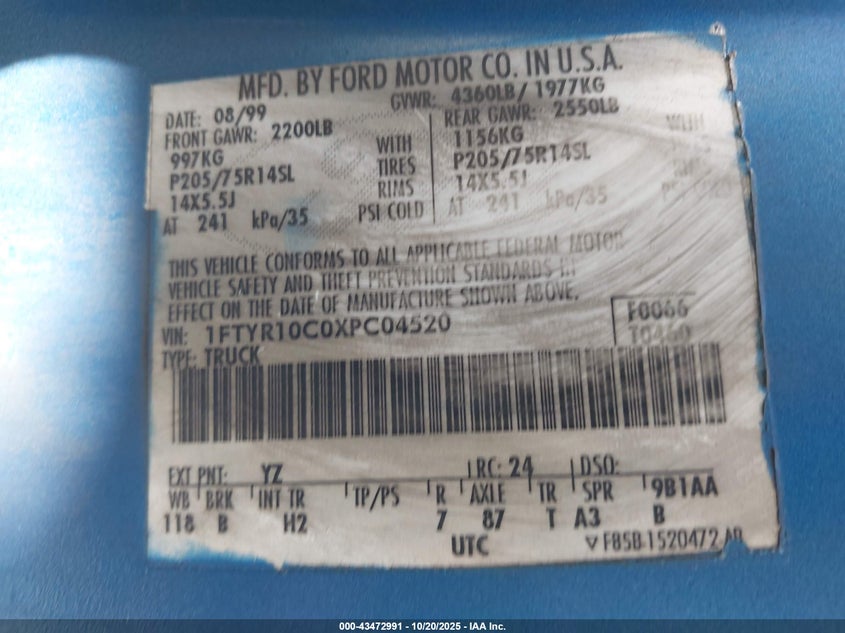 MFD. BY FORD MOTOR CO. IN U.S.A.
DATE: 08/99 GVWR: 4360LB/ 1977KG
FRONT GAWR: 2200LB REAR GAWR: 2550LB
997KG WITH 1156KG WITH
P205/75R14SL TIRES P205/75R14SL
14X5.5J RIMS 14X5.5J
AT 241 kPa/35 PSI COLD AT 241 kPa/35 PSI
THIS VEHICLE CONFORMS TO ALL APPLICABLE FEDERAL MOTOR
VEHICLE SAFETY AND THEFT PREVENTION STANDARDS IN
EFFECT ON THE DATE OF MANUFACTURE SHOWN ABOVE.
VIN: 1FTYR10C0XPC04520 F0066
TYPE: TRUCK T0460
EXT PNT: YZ RC: 24 DSO:
WB BRK INT TR TP/PS R AXLE TR SPR 9B1AA
118 B H2 7 87 T A3 B
UTC F85B-1520472-AB
000-43472991 - 10/20/2025 - IAA Inc.